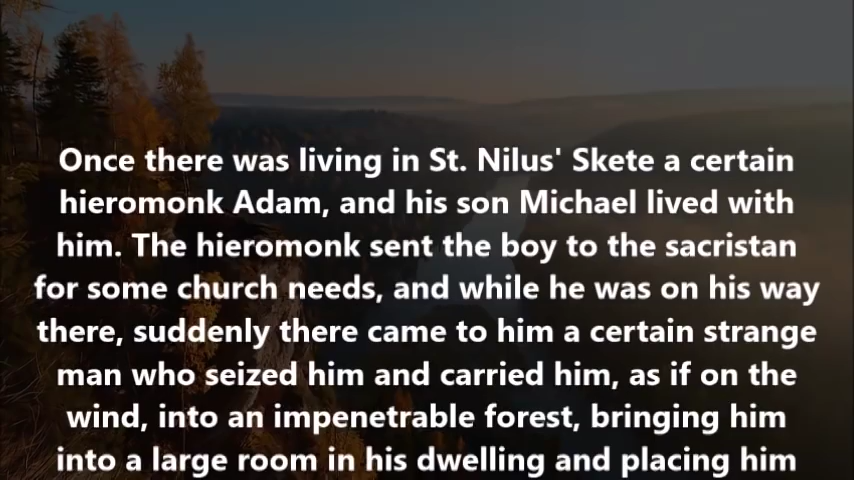 Once there was living in St. Nilus' Skete a certain
hieromonk Adam, and his son Michael lived with
him. The hieromonk sent the boy to the sacristan
for some church needs, and while he was on his way
there, suddenly there came to him a certain strange
man who seized him and carried him, as if on the
wind, into an impenetrable forest, bringing him
into a large room in his dwelling and placing him